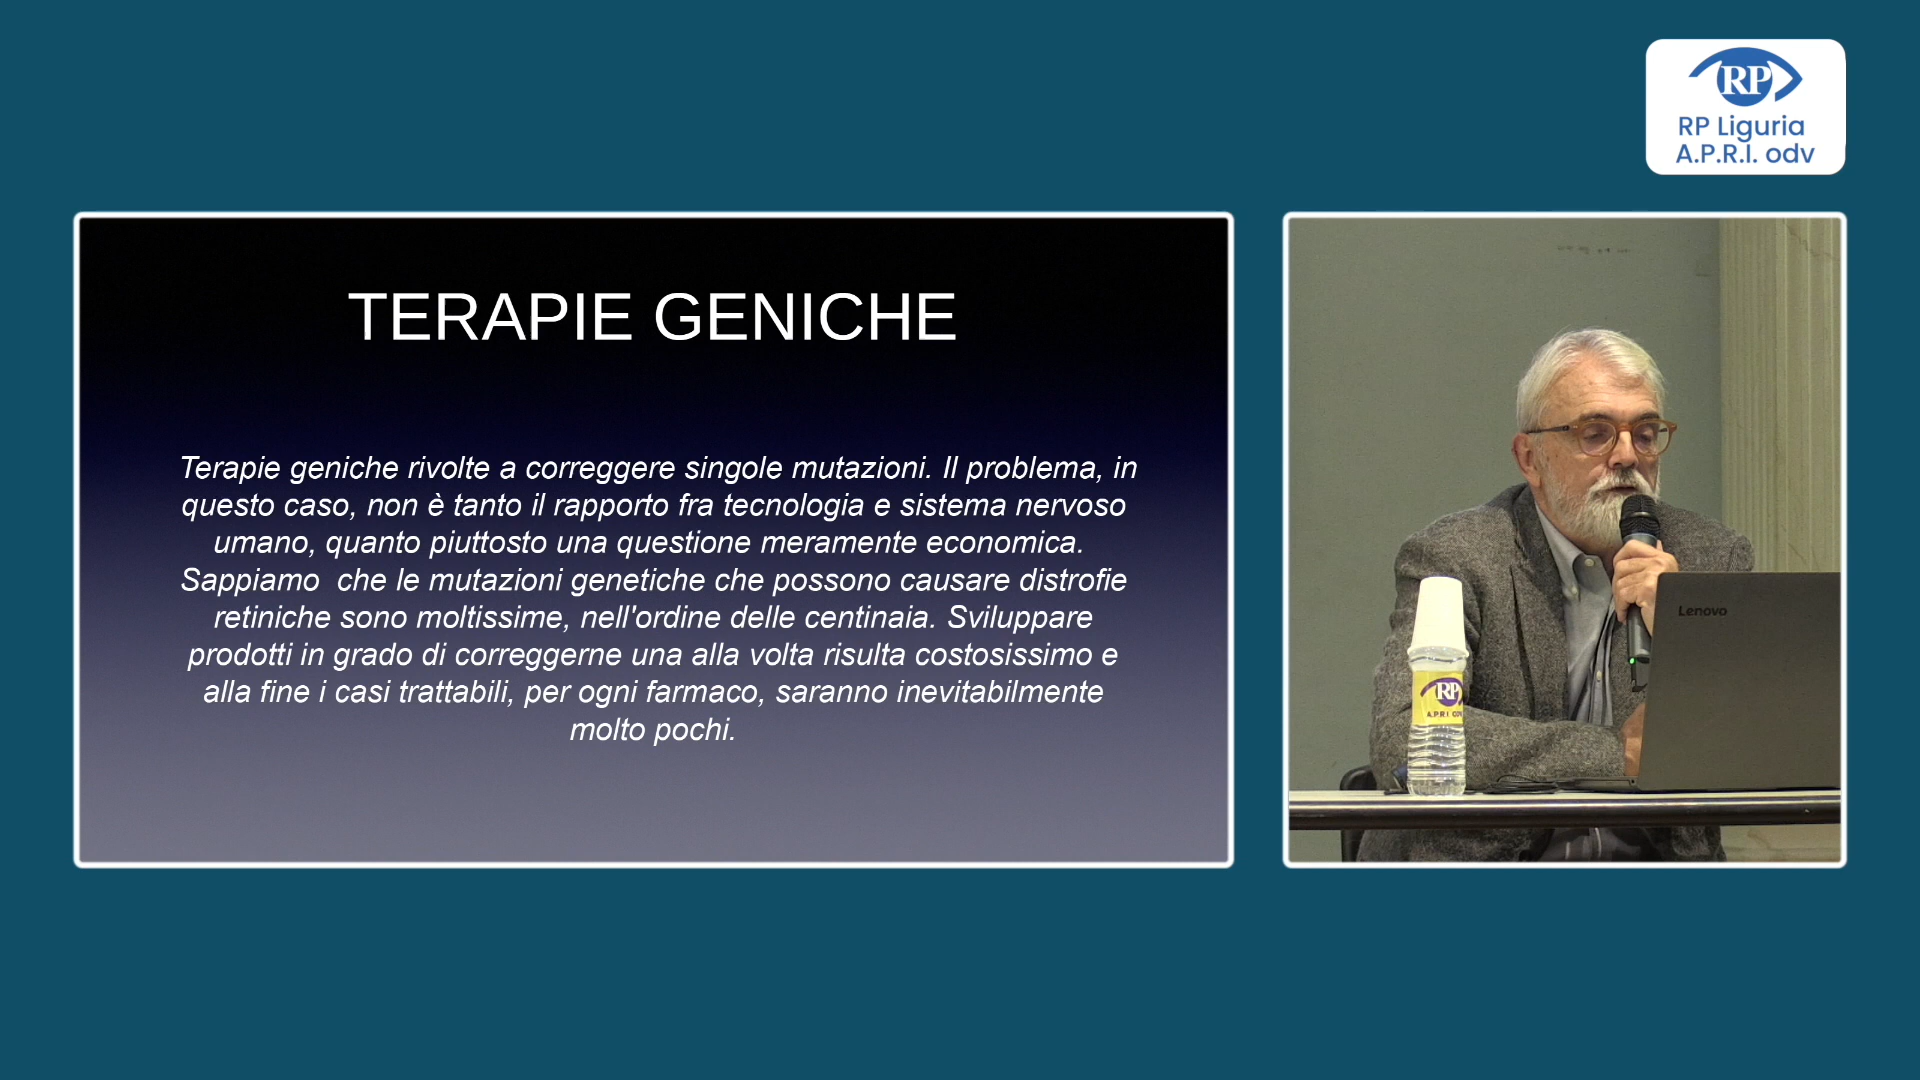 RP
RP Liguria
A.P.R.I. odv
TERAPIE GENICHE
Terapie geniche rivolte a correggere singole mutazioni. Il problema, in
questo caso, non è tanto il rapporto fra tecnologia e sistema nervoso
umano, quanto piuttosto una questione meramente economica.
Sappiamo  che le mutazioni genetiche che possono causare distrofie
retiniche sono moltissime, nell'ordine delle centinaia. Sviluppare
prodotti in grado di correggerne una alla volta risulta costosissimo e
alla fine i casi trattabili, per ogni farmaco, saranno inevitabilmente
molto pochi.
Lenovo
RP
A.P.R.I